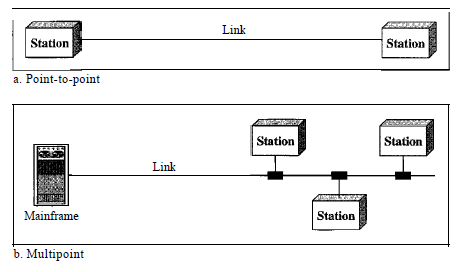 Link
Station
Station
a. Point-to-point
Station
Station
Link
Mainframe
Station
b. Multipoint